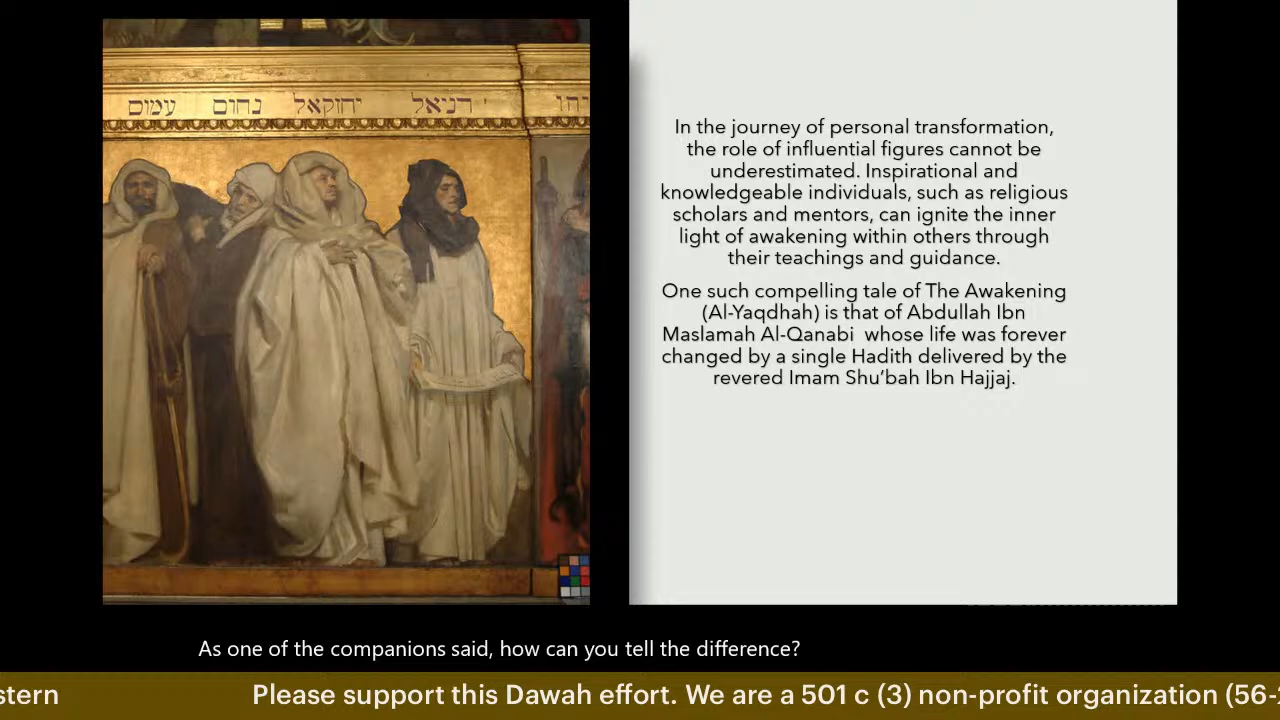 עמוס נחום יחזקאל דניאל
In the journey of personal transformation,
the role of influential figures cannot be
underestimated. Inspirational and
knowledgeable individuals, such as religious
scholars and mentors, can ignite the inner
light of awakening within others through
their teachings and guidance.
One such compelling tale of The Awakening
(Al-Yaqdhah) is that of Abdullah Ibn
Maslamah Al-Qanabi whose life was forever
changed by a single Hadith delivered by the
revered Imam Shu’bah Ibn Hajjaj.
As one of the companions said, how can you tell the difference?
stern Please support this Dawah effort. We are a 501 c (3) non-profit organization (56-